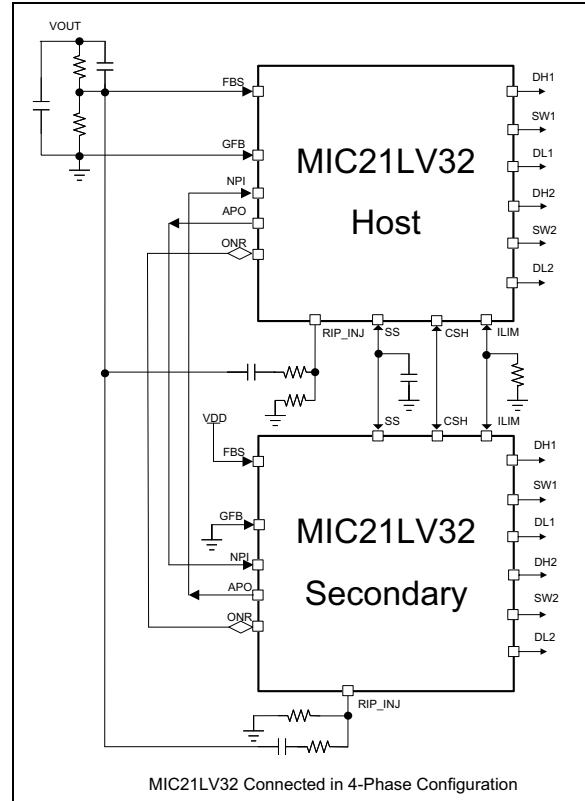 VOUT
FBS
GFB
NPI
APO
ONR
MIC21LV32
Host
DH1
SW1
DL1
DH2
SW2
DL2
RIP_INJ
SS
CSH
ILIM
VDD
SS
CSH
ILIM
FBS
GFB
NPI
APO
ONR
MIC21LV32
Secondary
DH1
SW1
DL1
DH2
SW2
DL2
RIP_INJ
MIC21LV32 Connected in 4-Phase Configuration